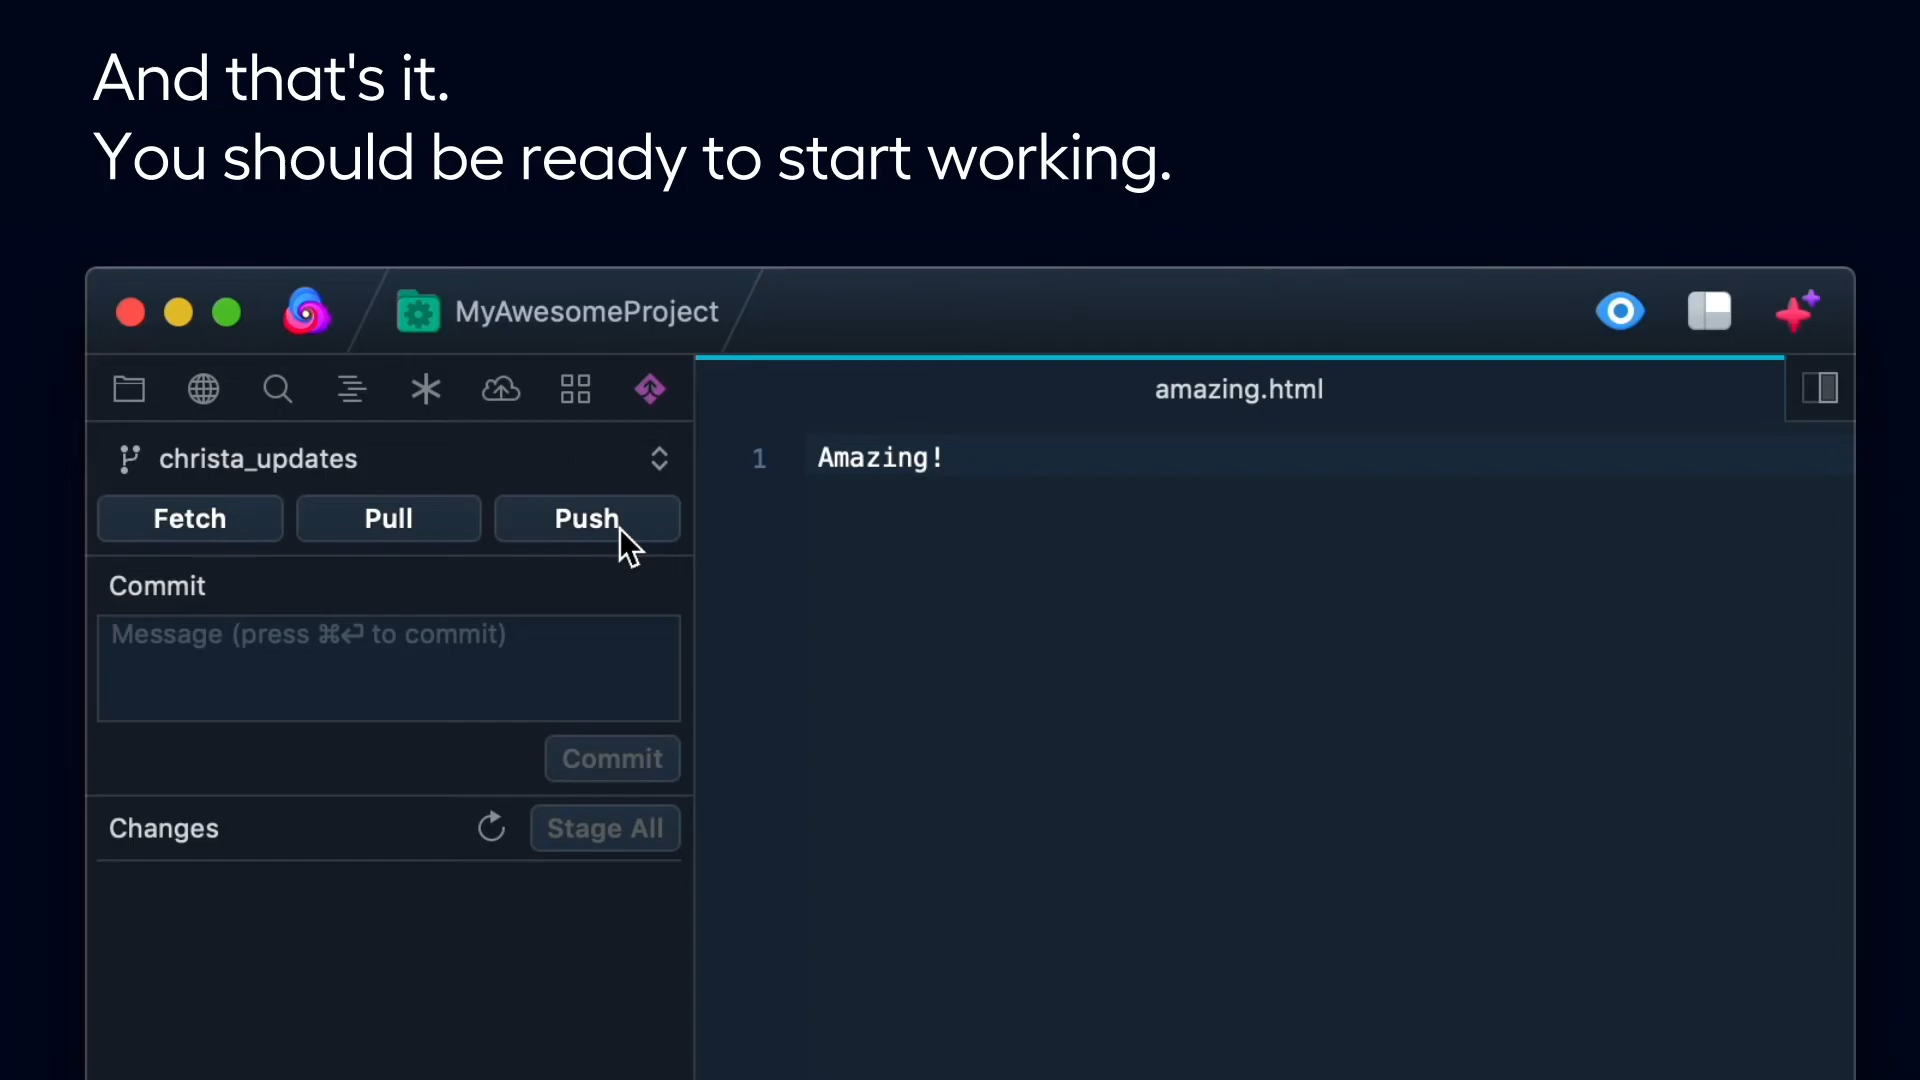 And that's it.
You should be ready to start working.
MyAwesomeProject
amazing.html
christa_updates
1 Amazing!
Fetch Pull Push
Commit
Message (press ⌘↩ to commit)
Commit
Changes Stage All